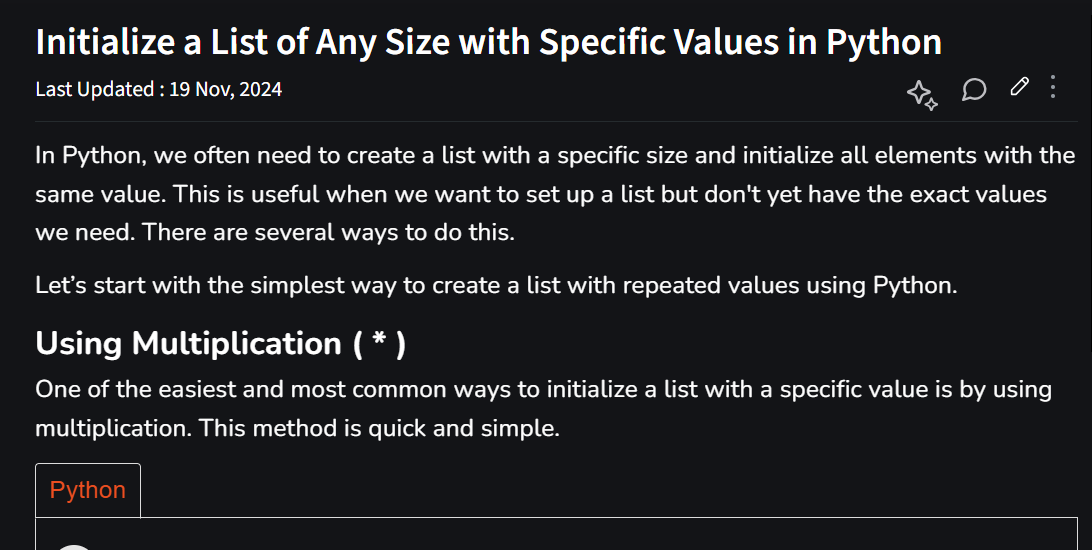 Initialize a List of Any Size with Specific Values in Python
Last Updated : 19 Nov, 2024
In Python, we often need to create a list with a specific size and initialize all elements with the
same value. This is useful when we want to set up a list but don't yet have the exact values
we need. There are several ways to do this.
Let’s start with the simplest way to create a list with repeated values using Python.
Using Multiplication ( * )
One of the easiest and most common ways to initialize a list with a specific value is by using
multiplication. This method is quick and simple.
Python